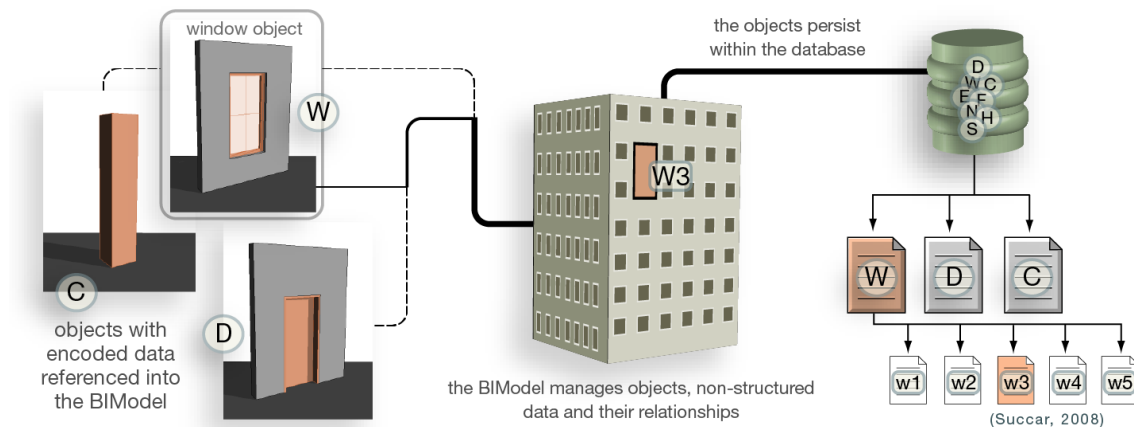 window object
W
C
D
objects with
encoded data
referenced into
the BIModel
W3
the BIModel manages objects, non-structured
data and their relationships
the objects persist
within the database
D
W
C
E
F
N
H
S
W
D
C
w1
w2
w3
w4
w5
(Succar, 2008)